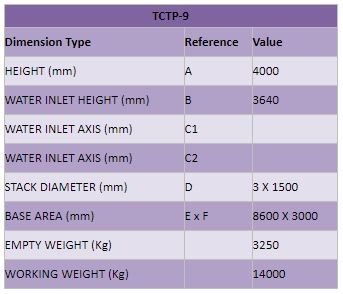 TCTP-9
Dimension Type Reference Value
HEIGHT (mm) A 4000
WATER INLET HEIGHT (mm) B 3640
WATER INLET AXIS (mm) C1
WATER INLET AXIS (mm) C2
STACK DIAMETER (mm) D 3 X 1500
BASE AREA (mm) E x F 8600 X 3000
EMPTY WEIGHT (Kg) 3250
WORKING WEIGHT (Kg) 14000